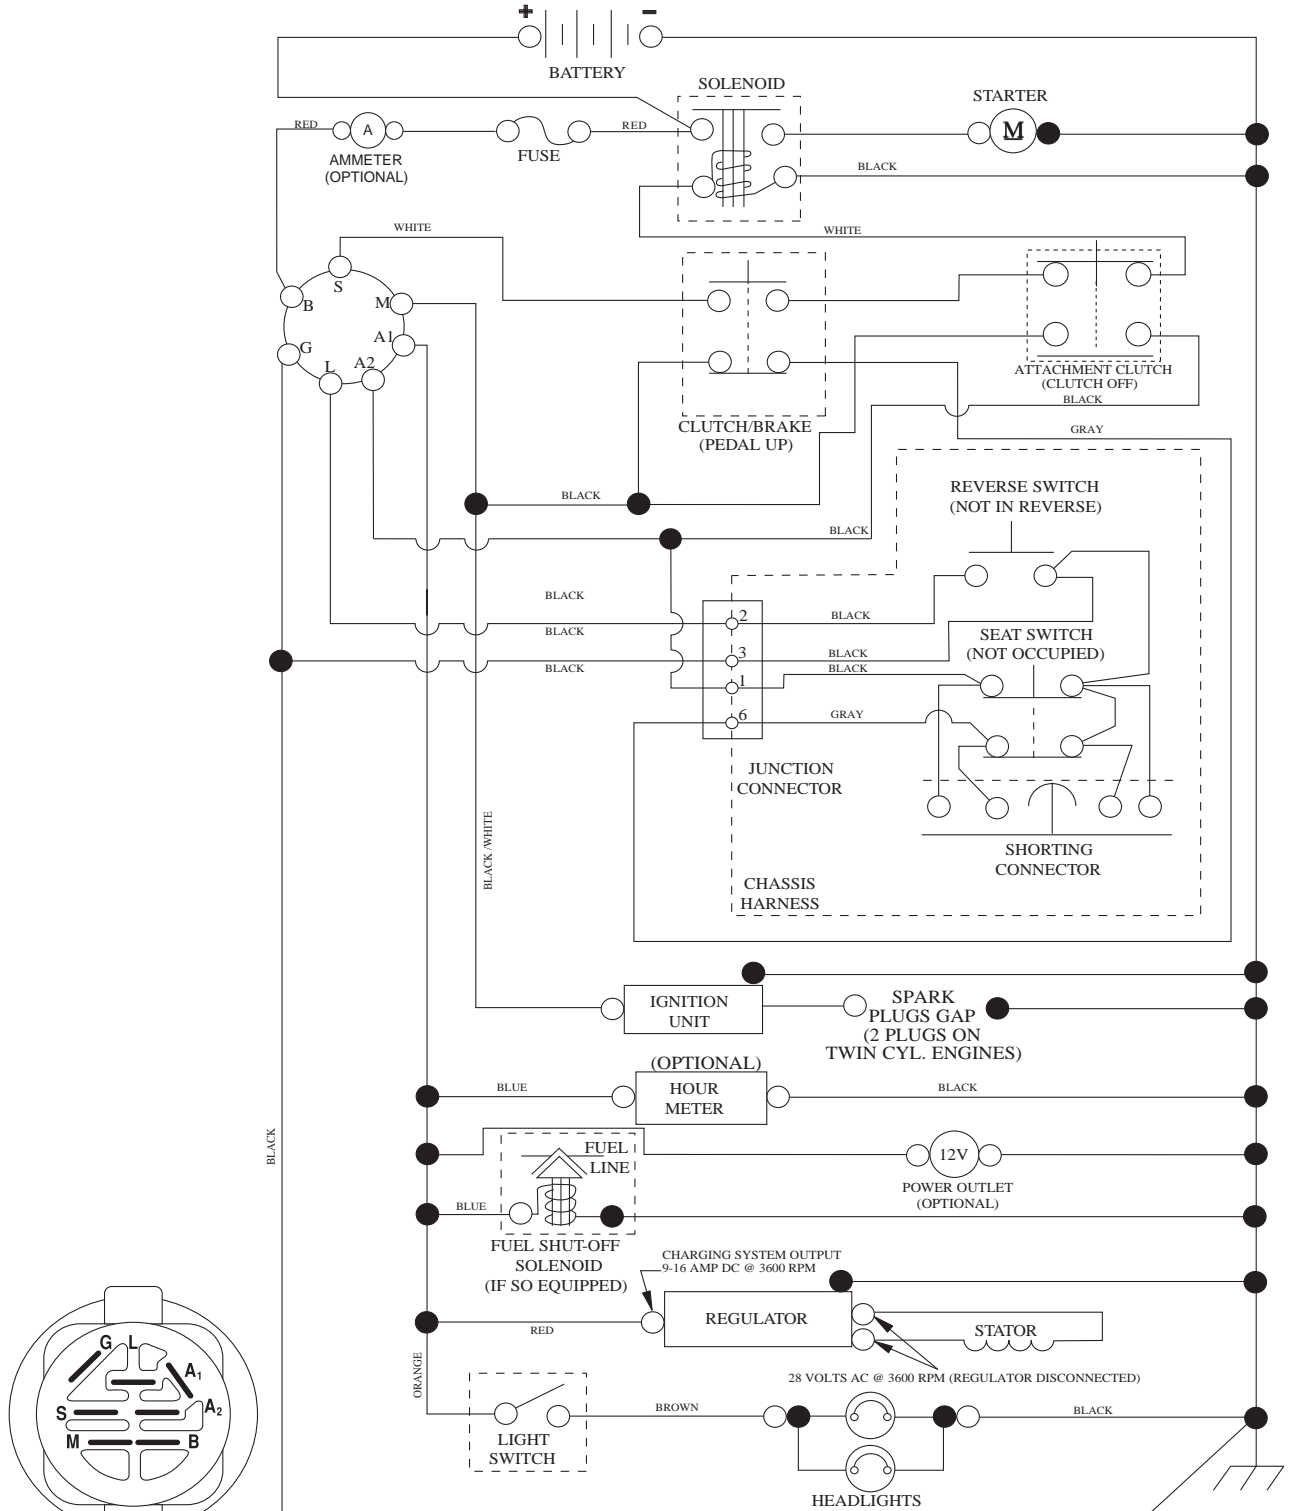 + −
BATTERY
SOLENOID
STARTER
RED
A
RED
M
FUSE
AMMETER
(OPTIONAL)
BLACK
WHITE
WHITE
S
B
M
A1
G
L
A2
ATTACHMENT CLUTCH
(CLUTCH OFF)
BLACK
CLUTCH/BRAKE
(PEDAL UP)
GRAY
REVERSE SWITCH
(NOT IN REVERSE)
BLACK
BLACK
BLACK
2
BLACK
BLACK
SEAT SWITCH
(NOT OCCUPIED)
3
BLACK
BLACK
BLACK
1
6
GRAY
JUNCTION
CONNECTOR
BLACK /WHITE
SHORTING
CONNECTOR
CHASSIS
HARNESS
IGNITION
UNIT
SPARK
PLUGS GAP
(2 PLUGS ON
TWIN CYL. ENGINES)
(OPTIONAL)
BLUE
HOUR
METER
BLACK
BLACK
FUEL
LINE
12V
POWER OUTLET
(OPTIONAL)
BLUE
FUEL SHUT-OFF
SOLENOID
(IF SO EQUIPPED)
CHARGING SYSTEM OUTPUT
9-16 AMP DC @ 3600 RPM
REGULATOR
RED
STATOR
28 VOLTS AC @ 3600 RPM (REGULATOR DISCONNECTED)
ORANGE
G L
A1
A2
S
M
B
BROWN
BLACK
LIGHT
SWITCH
HEADLIGHTS